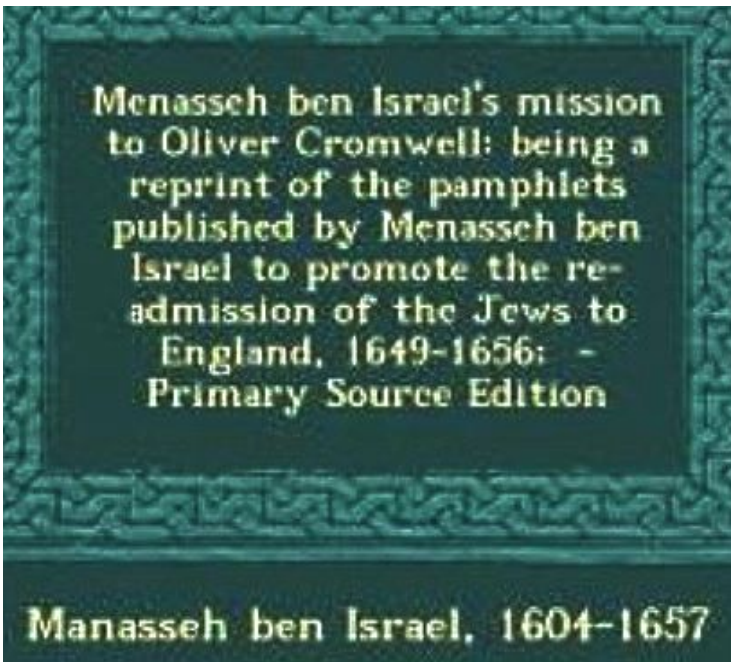 Menasseh ben Israel's mission
to Oliver Cromwell: being a
reprint of the pamphlets
published by Menasseh ben
Israel to promote the re-
admission of the Jews to
England, 1649-1656: -
Primary Source Edition
Manasseh ben Israel, 1604-1657